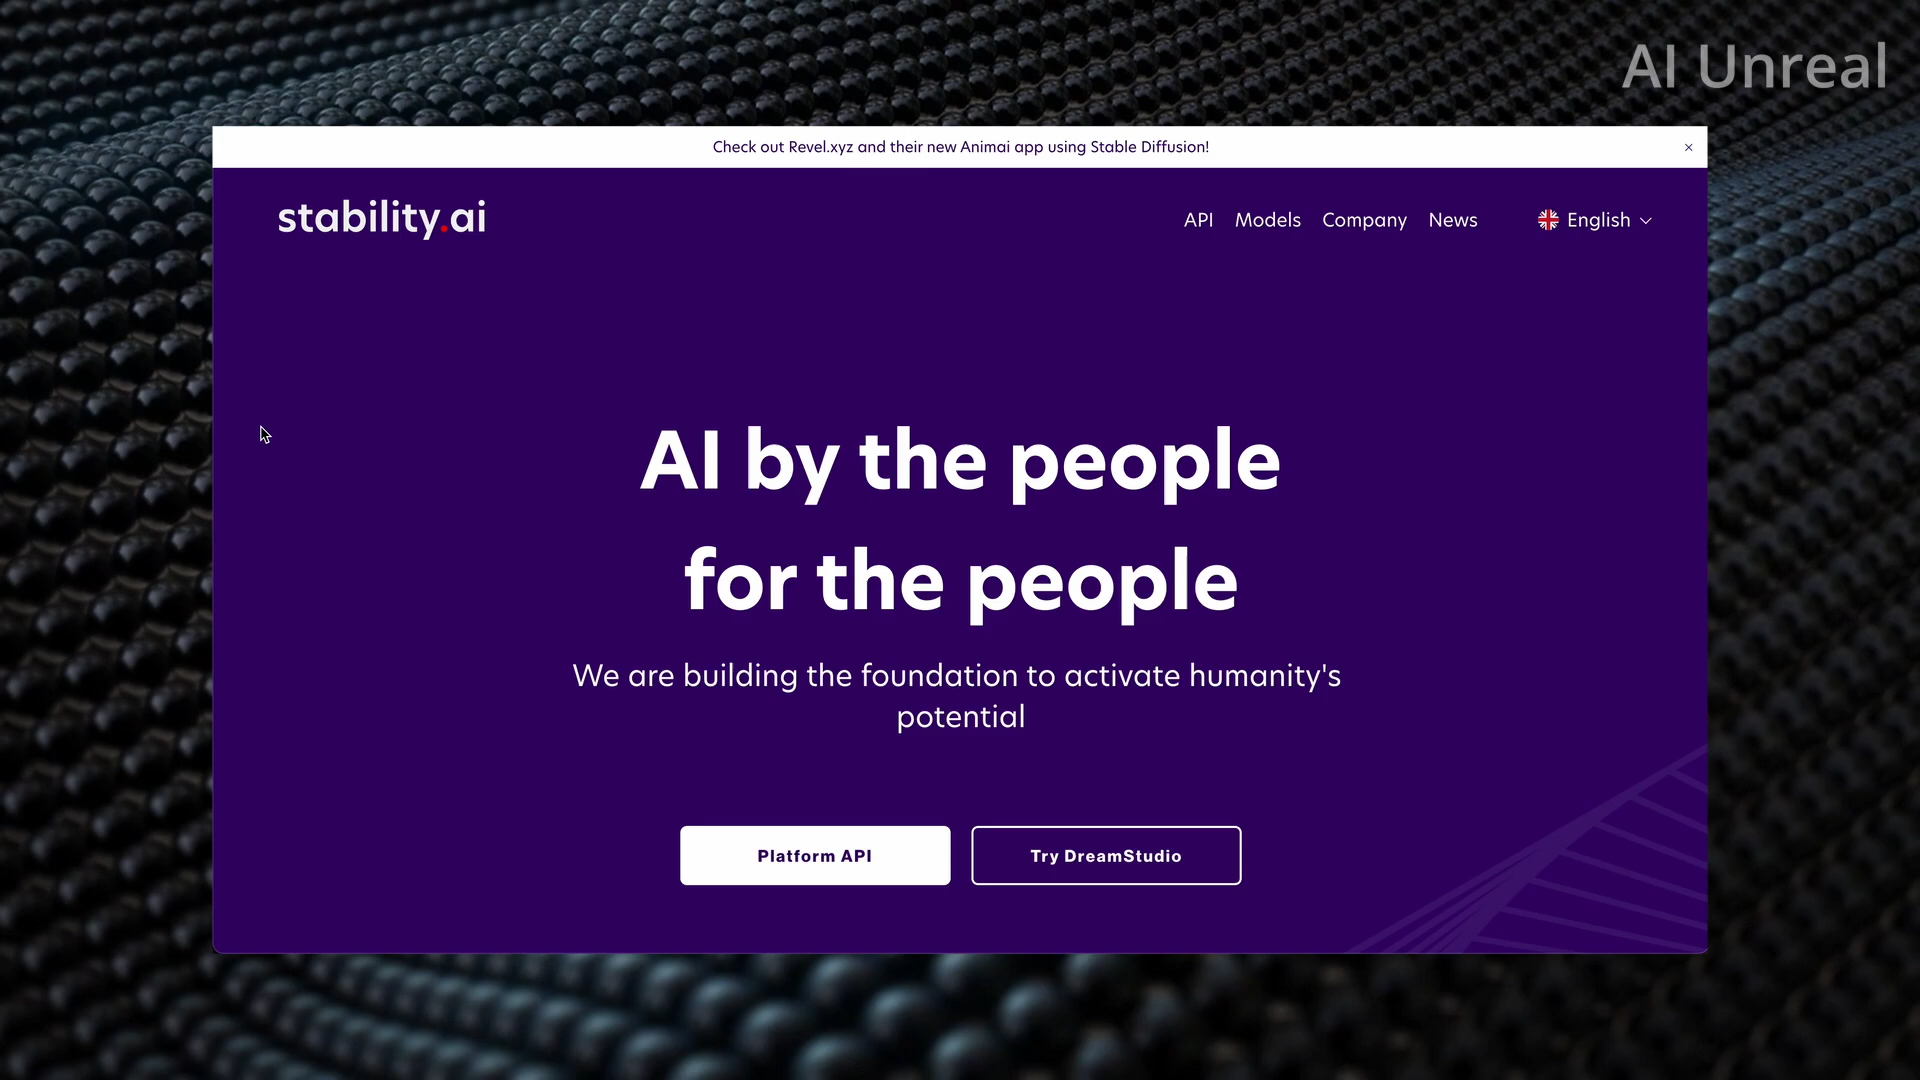 AI Unreal
Check out Revel.xyz and their new Animai app using Stable Diffusion!
stability.ai
API Models Company News English
AI by the people
for the people
We are building the foundation to activate humanity's
potential
Platform API
Try DreamStudio